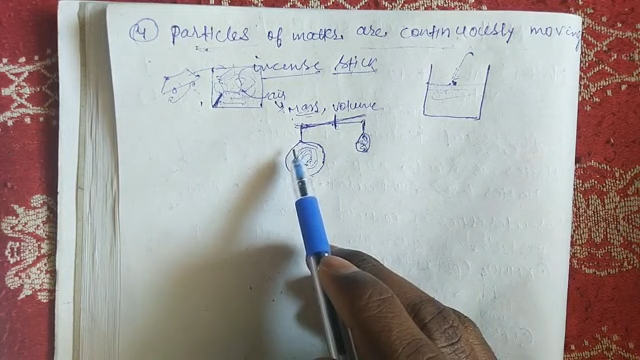 (4) Particles of matter are continuously moving
incense stick
air
Mass, volume